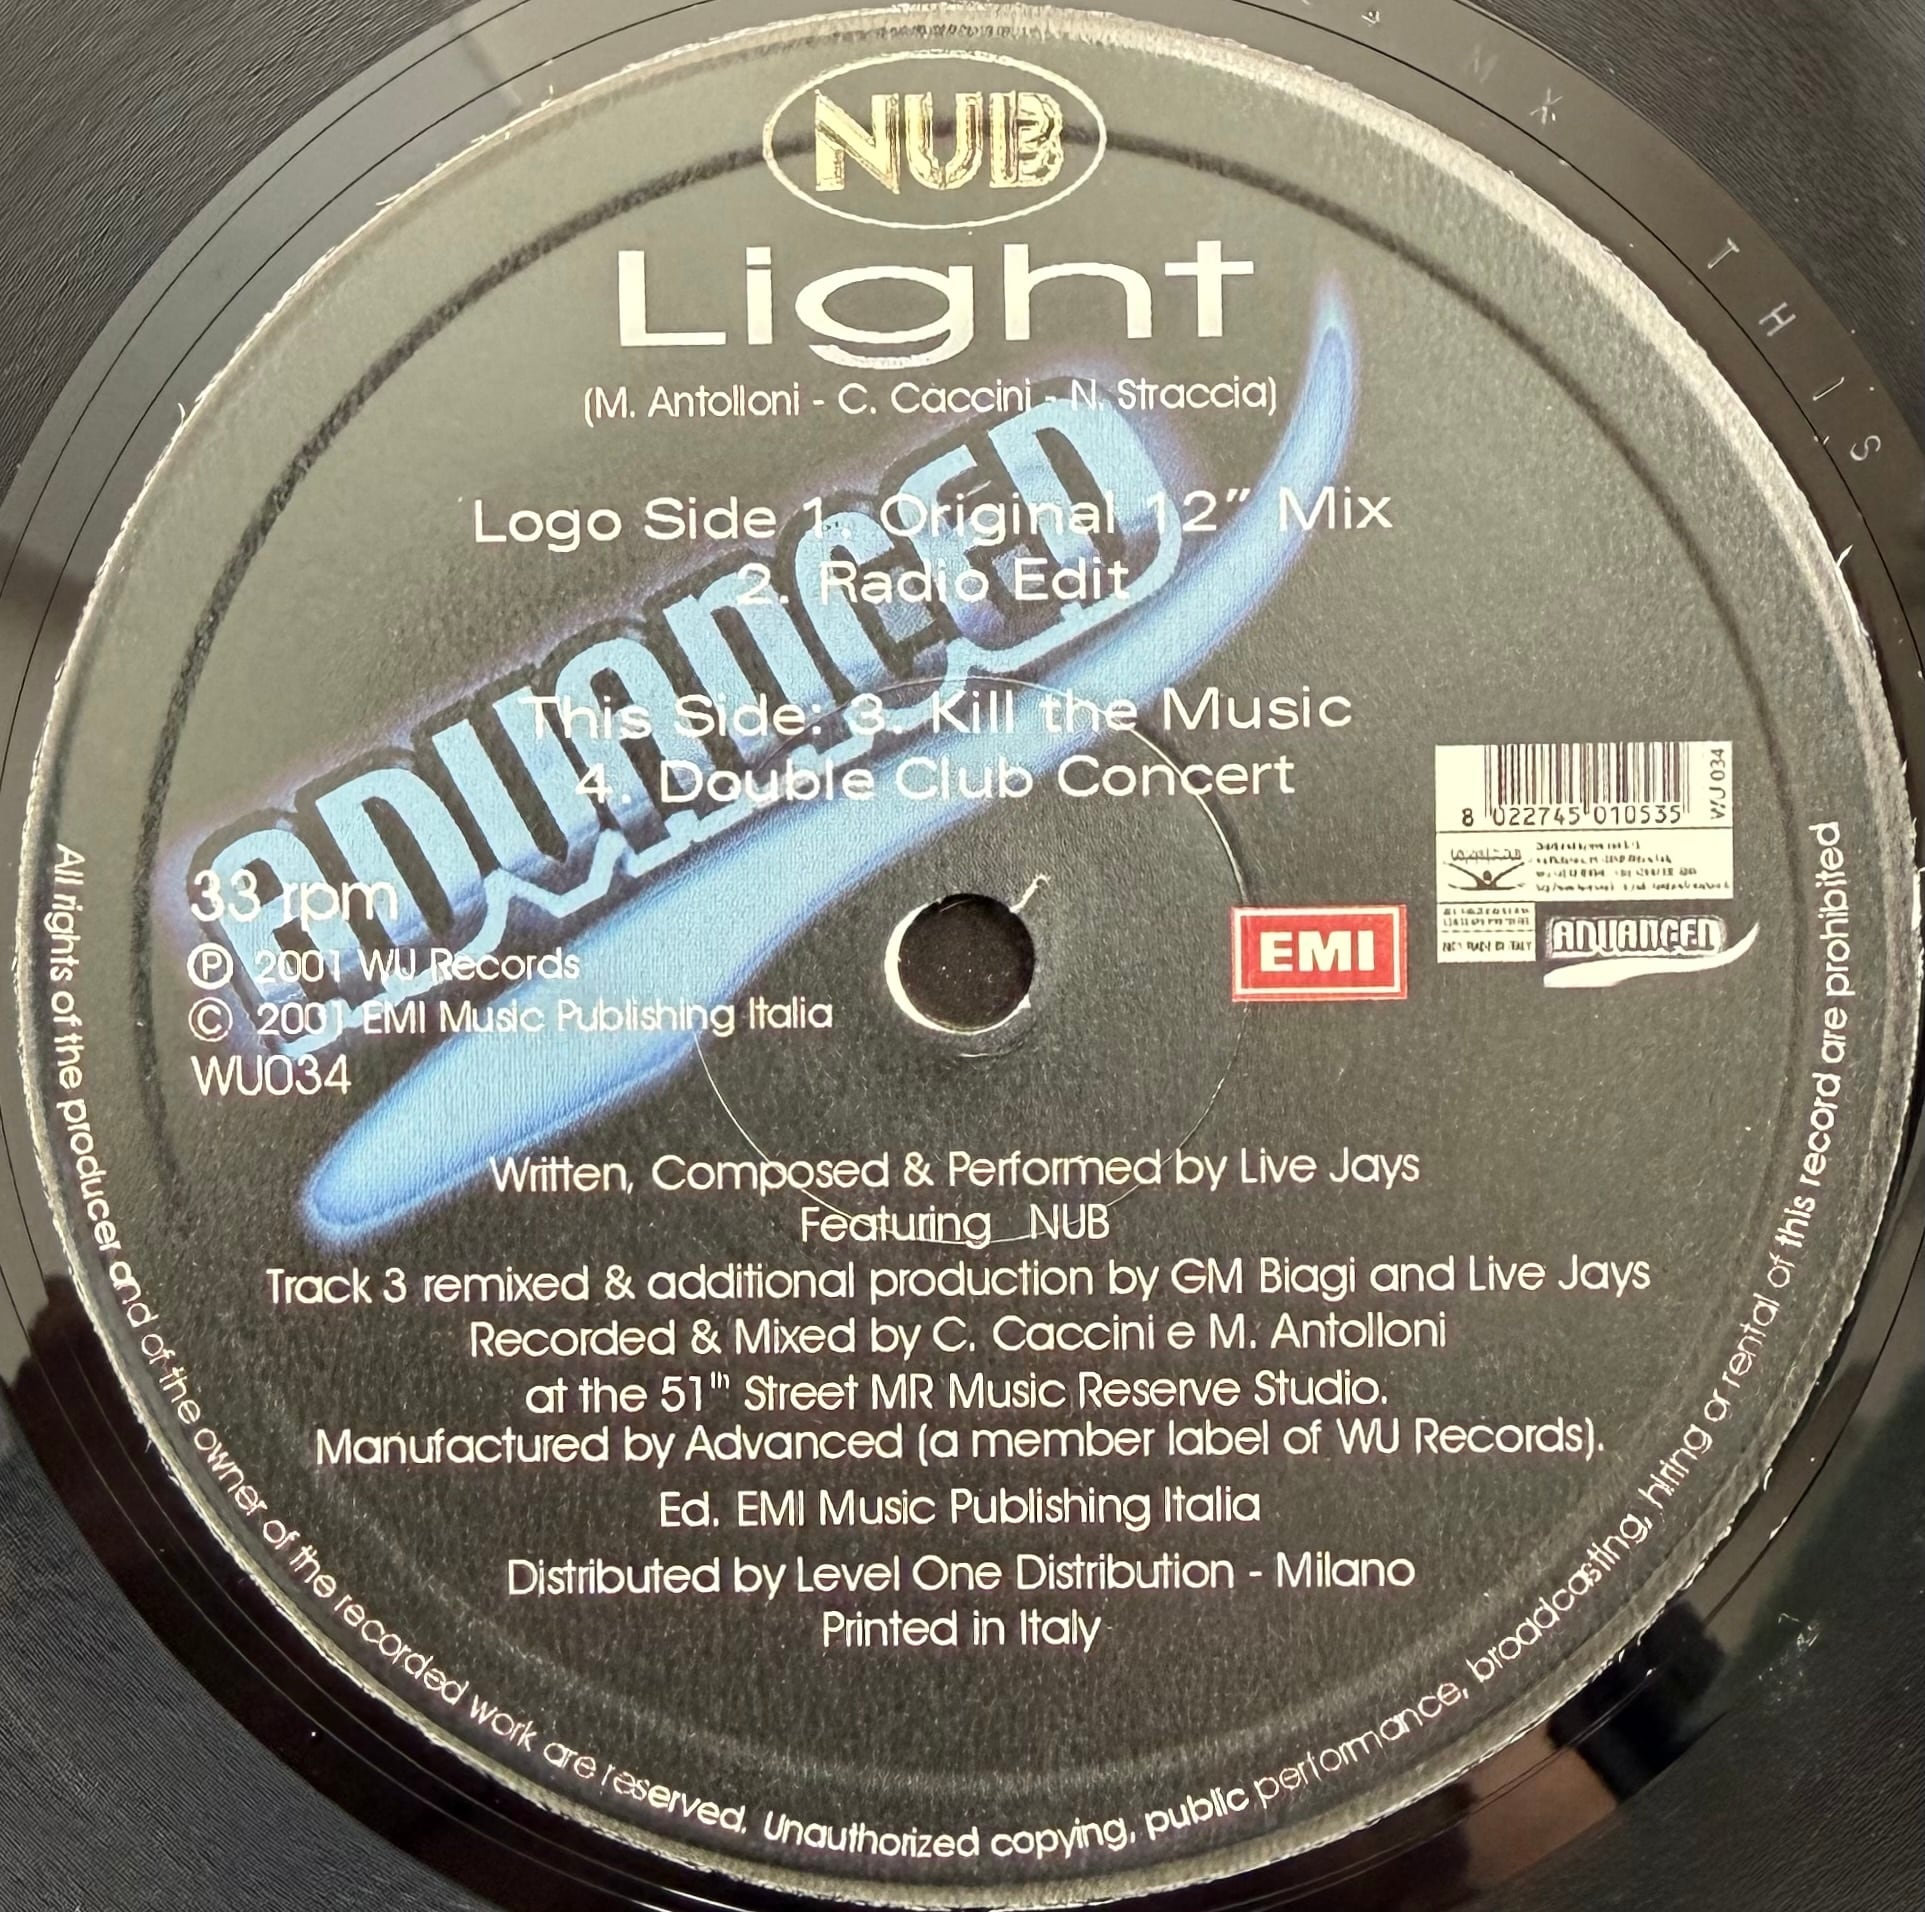 NUB
Light
(M. Antolloni - C. Caccini - N. Straccia)
ADVANCED
Logo Side 1. Original 12" Mix
2. Radio Edit
This Side: 3. Kill the Music
4. Double Club Concert
33 rpm
Ⓟ 2001 WU Records
© 2001 EMI Music Publishing Italia
WU034
EMI
8 022745 010535
WU 034
ADVANCED
Written, Composed & Performed by Live Jays
Featuring NUB
Track 3 remixed & additional production by GM Biagi and Live Jays
Recorded & Mixed by C. Caccini e M. Antolloni
at the 51th Street MR Music Reserve Studio.
Manufactured by Advanced (a member label of WU Records).
Ed. EMI Music Publishing Italia
Distributed by Level One Distribution - Milano
Printed in Italy
All rights of the producer and of the owner of the recorded work are reserved. Unauthorized copying, public performance, broadcasting, hiring or rental of this record are prohibited
THIS